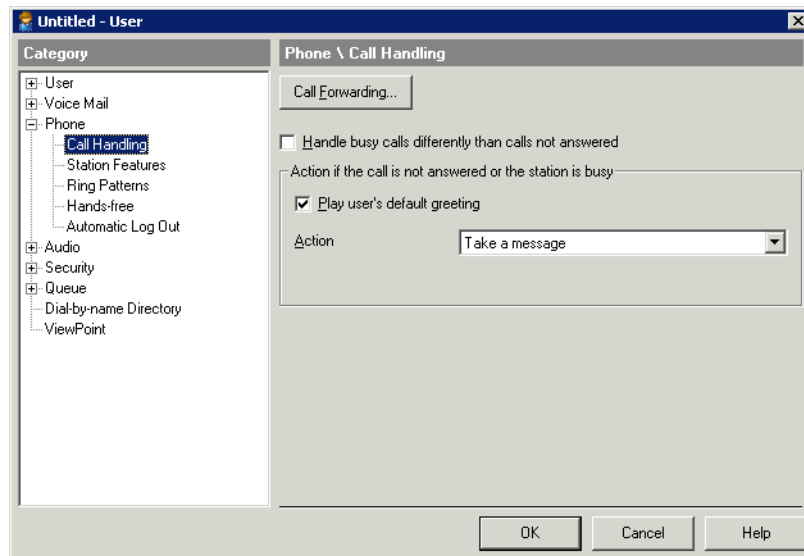 Untitled - User
Category
User
Voice Mail
Phone
Call Handling
Station Features
Ring Patterns
Hands-free
Automatic Log Out
Audio
Security
Queue
Dial-by-name Directory
ViewPoint
Phone \ Call Handling
Call Forwarding...
Handle busy calls differently than calls not answered
Action if the call is not answered or the station is busy
Play user's default greeting
Action Take a message
OK Cancel Help